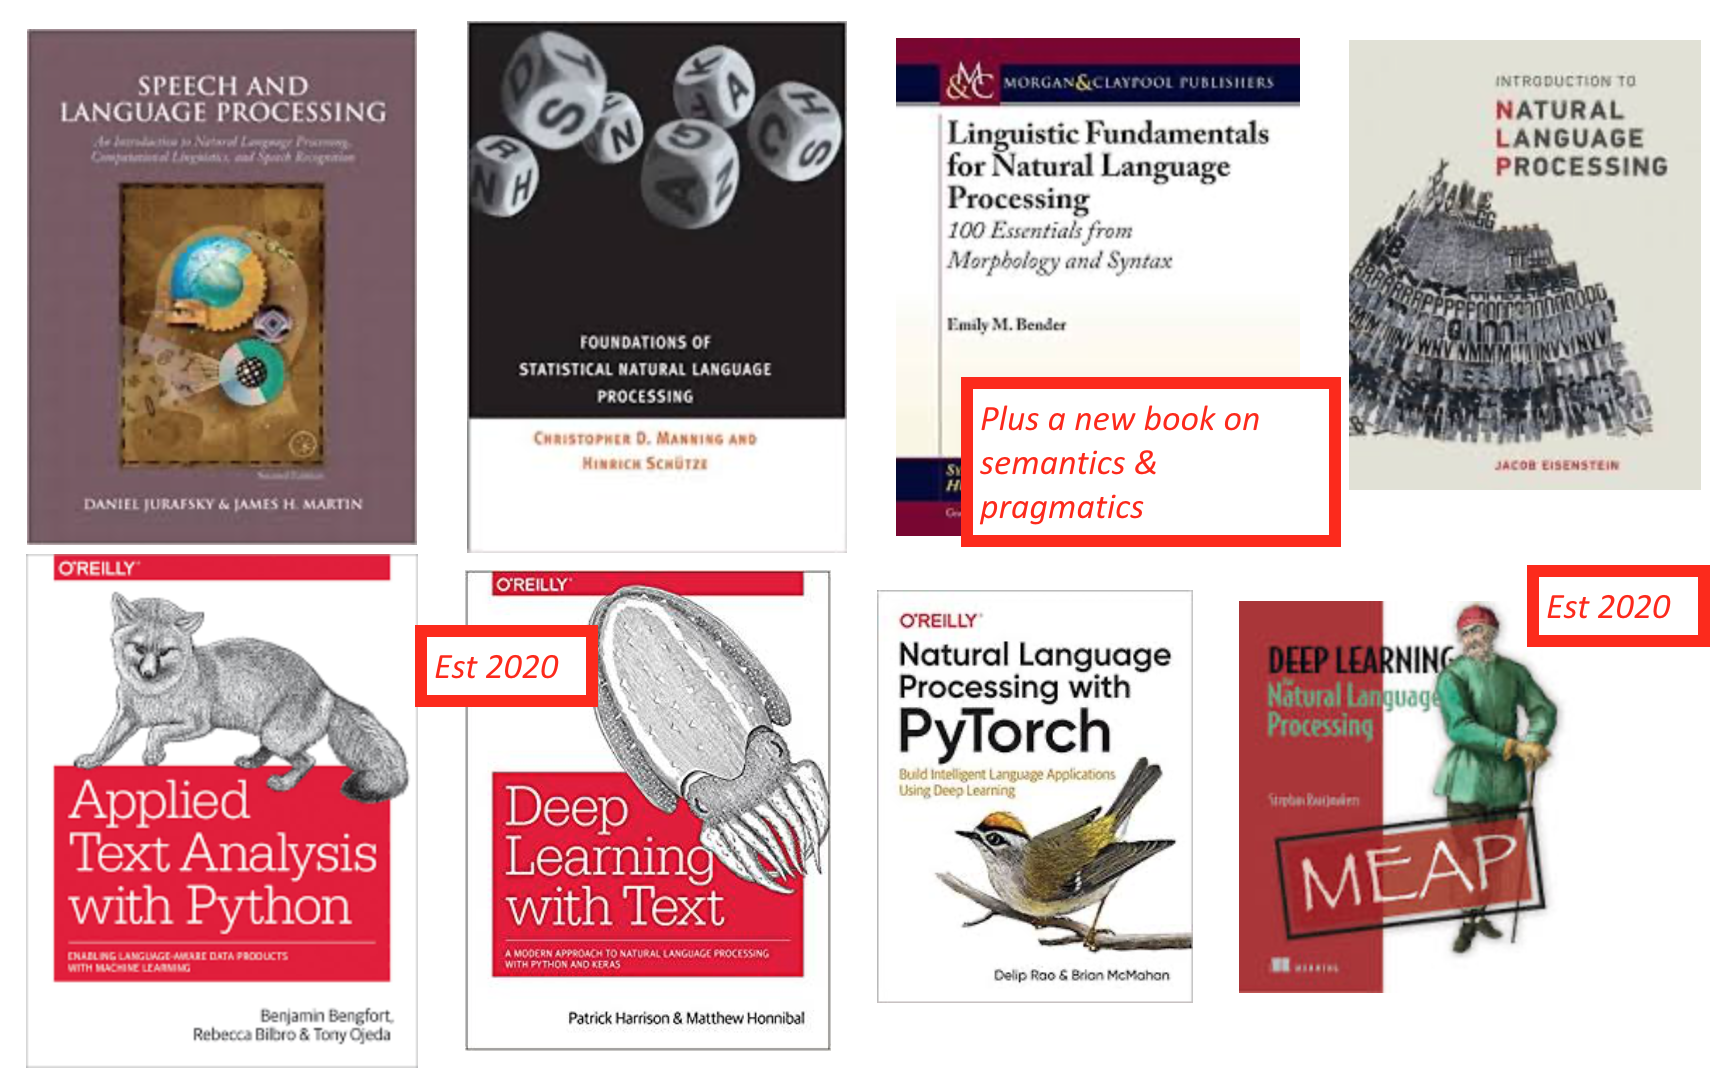 SPEECH AND
LANGUAGE PROCESSING
An Introduction to Natural Language Processing,
Computational Linguistics, and Speech Recognition
Second Edition
DANIEL JURAFSKY & JAMES H. MARTIN
FOUNDATIONS OF
STATISTICAL NATURAL LANGUAGE
PROCESSING
CHRISTOPHER D. MANNING AND
HINRICH SCHÜTZE
M&C MORGAN&CLAYPOOL PUBLISHERS
Linguistic Fundamentals
for Natural Language
Processing
100 Essentials from
Morphology and Syntax
Emily M. Bender
Plus a new book on
semantics &
pragmatics
INTRODUCTION TO
NATURAL
LANGUAGE
PROCESSING
JACOB EISENSTEIN
O'REILLY®
Applied
Text Analysis
with Python
ENABLING LANGUAGE-AWARE DATA PRODUCTS
WITH MACHINE LEARNING
Benjamin Bengfort,
Rebecca Bilbro & Tony Ojeda
Est 2020
O'REILLY®
Deep
Learning
with Text
A MODERN APPROACH TO NATURAL LANGUAGE PROCESSING
WITH PYTHON AND KERAS
Patrick Harrison & Matthew Honnibal
O'REILLY®
Natural Language
Processing with
PyTorch
Build Intelligent Language Applications
Using Deep Learning
Delip Rao & Brian McMahan
Est 2020
DEEP LEARNING
for Natural Language
Processing
Stephan Raaijmakers
MEAP
MANNING